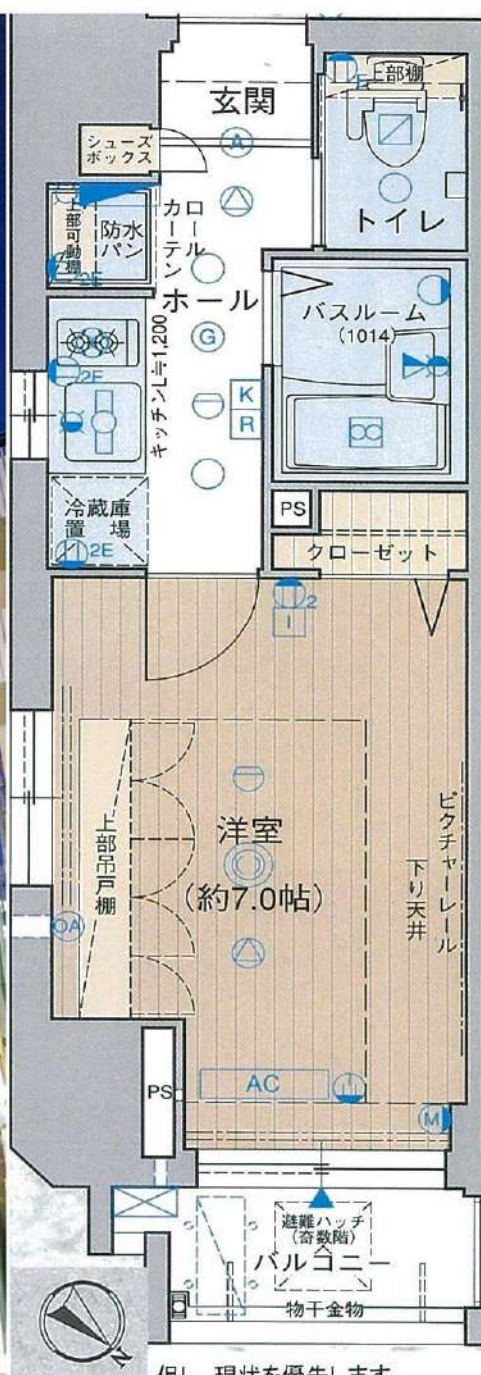 玄関
シューズ
ボックス
A
上部棚
E
トイレ
上部可動棚
防水
パン
2E
ロール
カーテン
ホール
バスルーム
(1014)
キッチンL≒1,200
2E
G
K
R
冷蔵庫
置場
2E
PS
クローゼット
2
I
上部吊戸棚
洋室
(約7.0帖)
ピクチャーレール
下り天井
OA
PS
AC
M
避難ハッチ
(奇数階)
バルコニー
物干金物
N
但し、現状を優先します